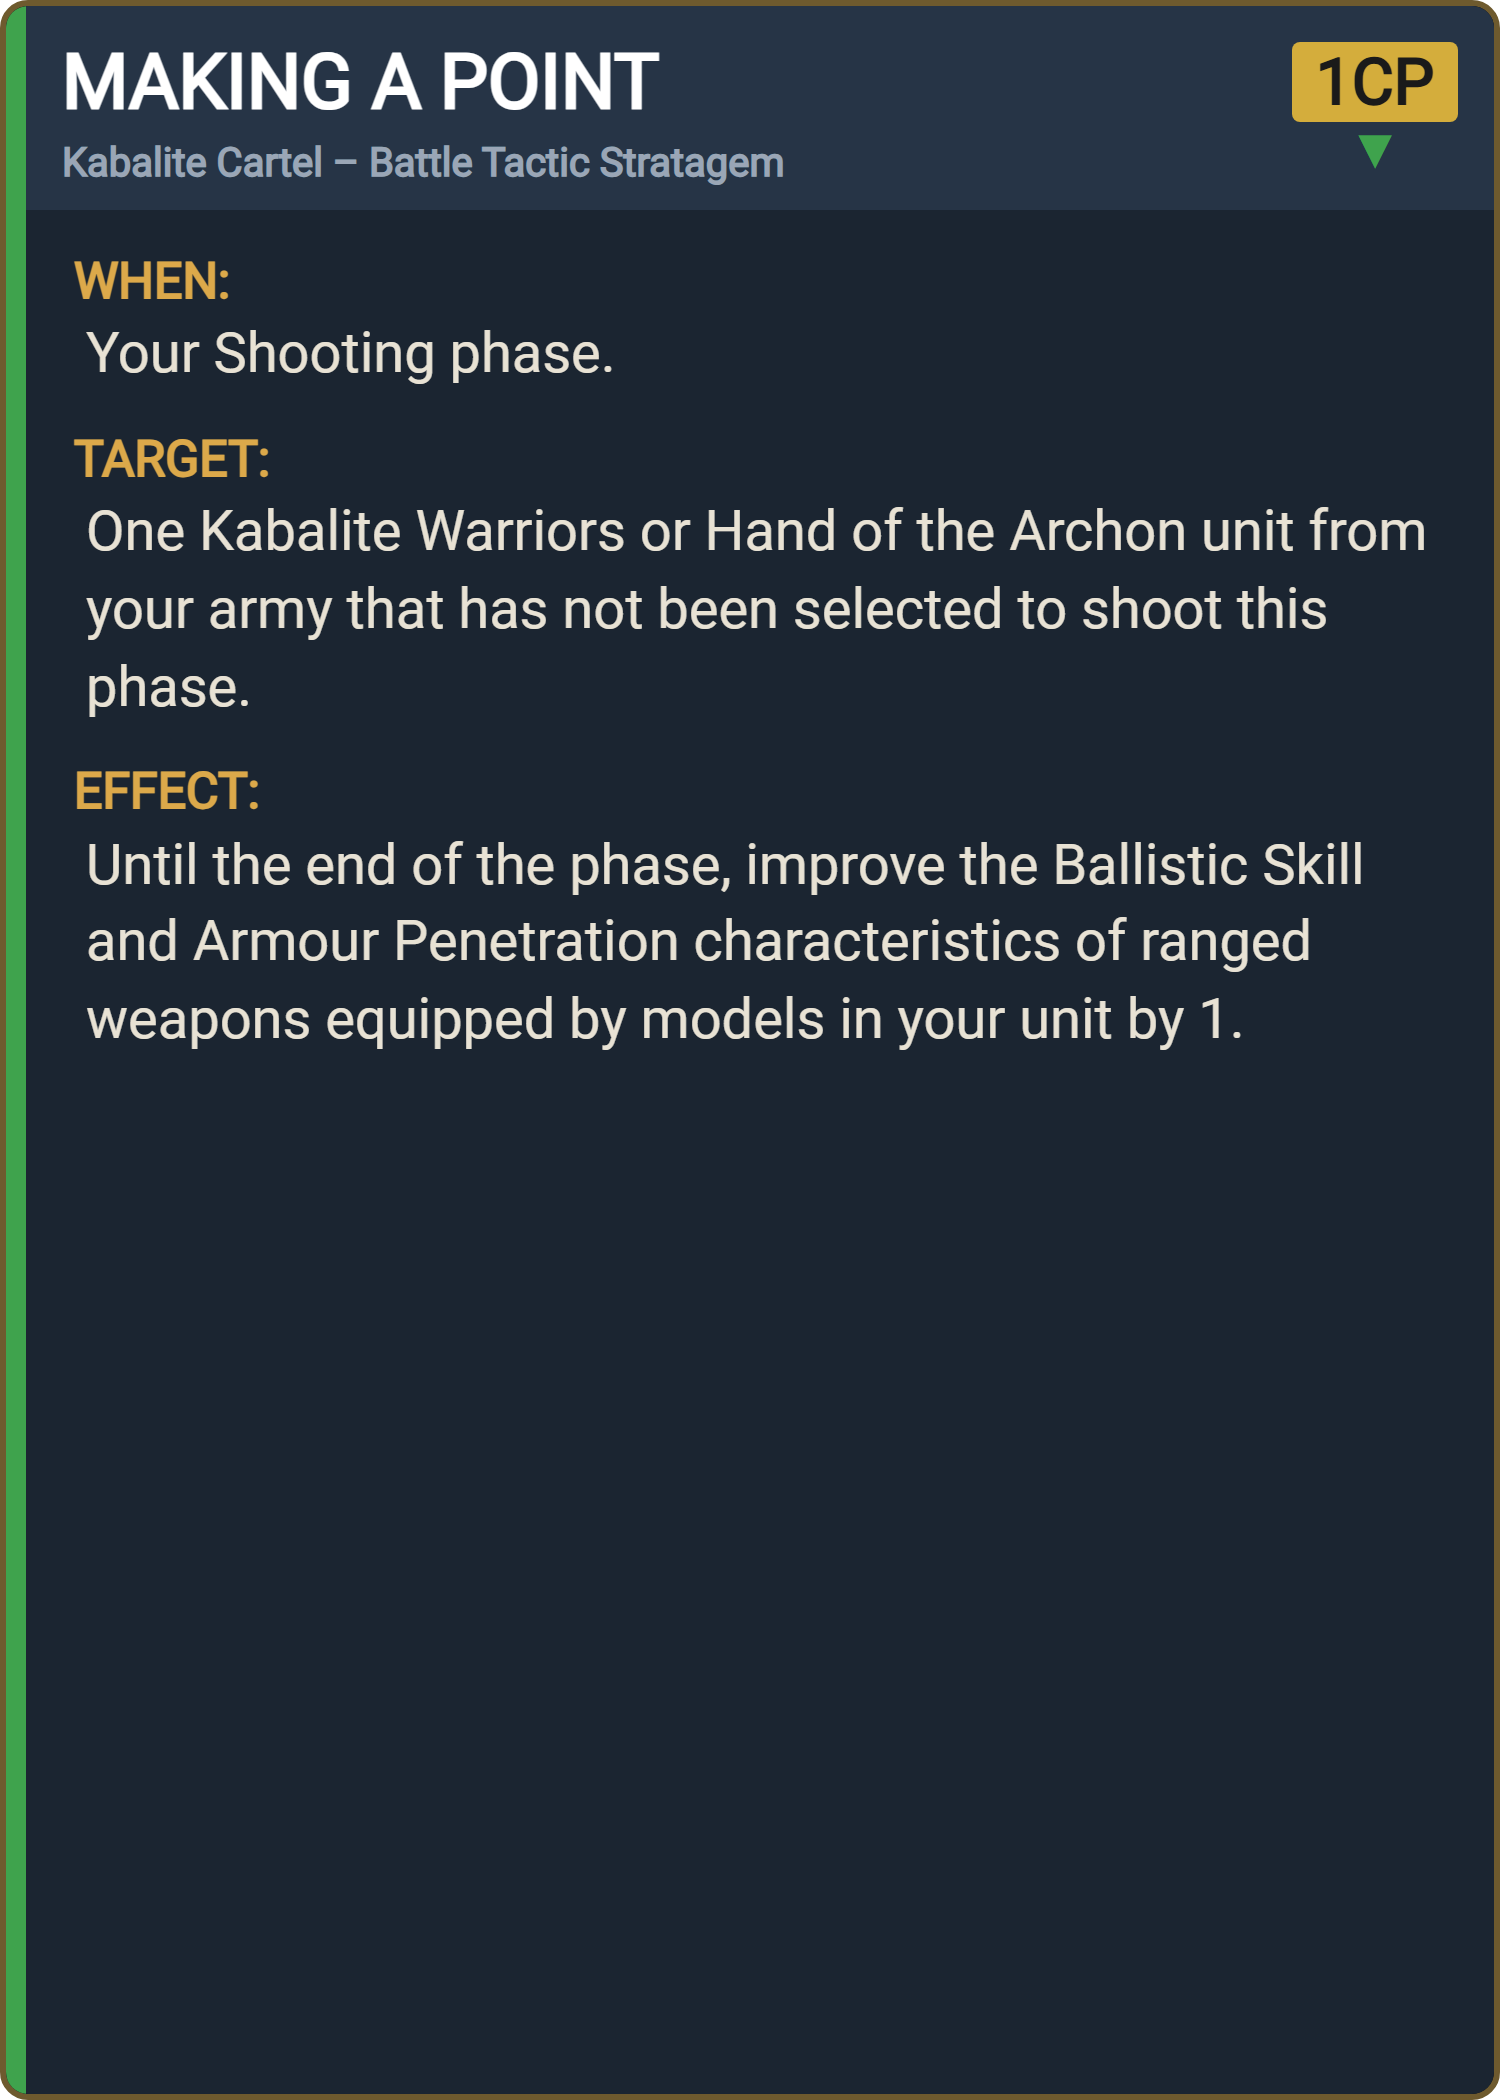 MAKING A POINT
1CP
Kabalite Cartel – Battle Tactic Stratagem
WHEN:
Your Shooting phase.
TARGET:
One Kabalite Warriors or Hand of the Archon unit from
your army that has not been selected to shoot this
phase.
EFFECT:
Until the end of the phase, improve the Ballistic Skill
and Armour Penetration characteristics of ranged
weapons equipped by models in your unit by 1.